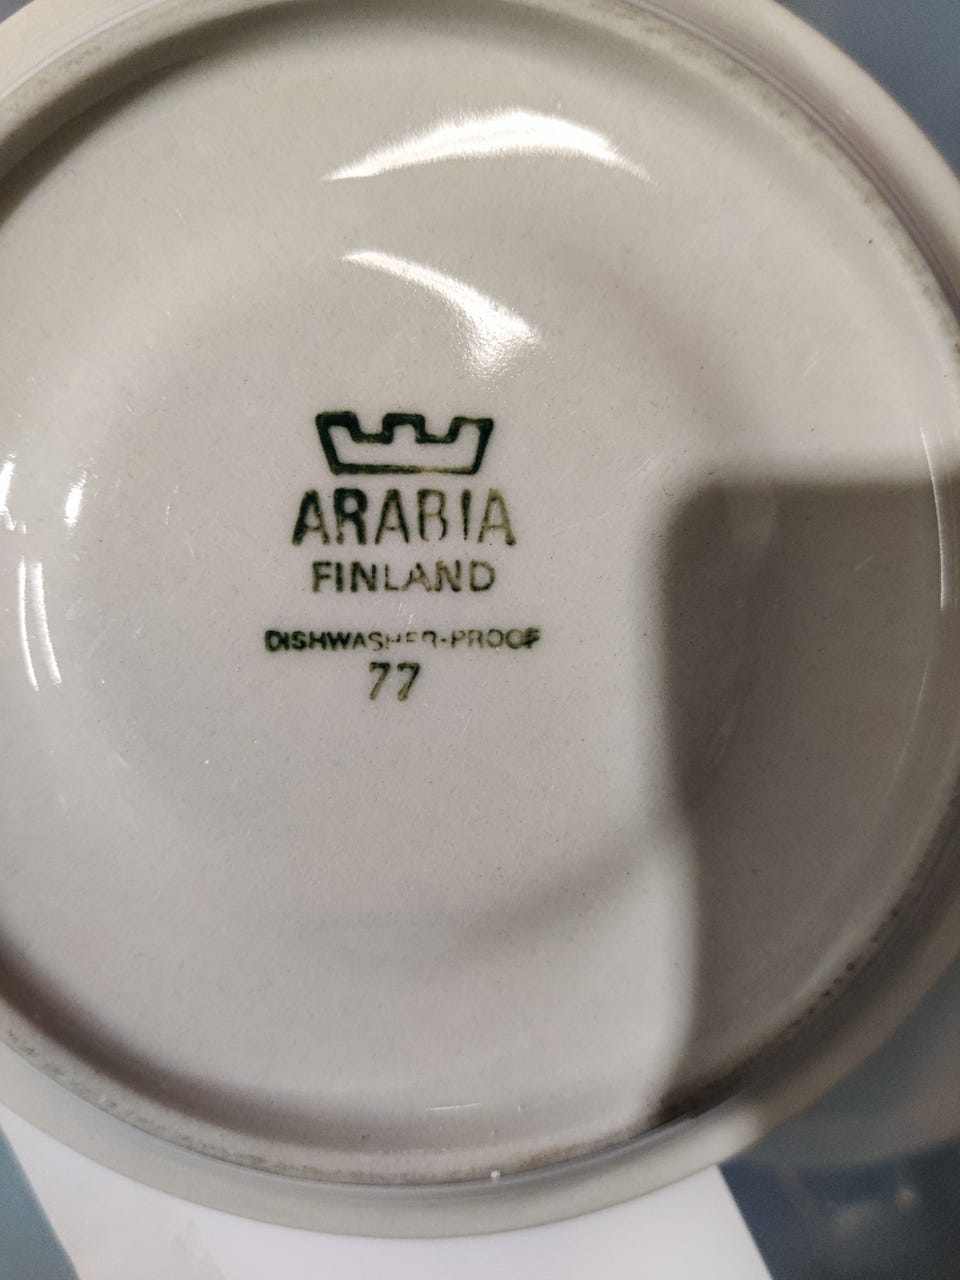 ARABIA
FINLAND
DISHWASHER-PROOF
77